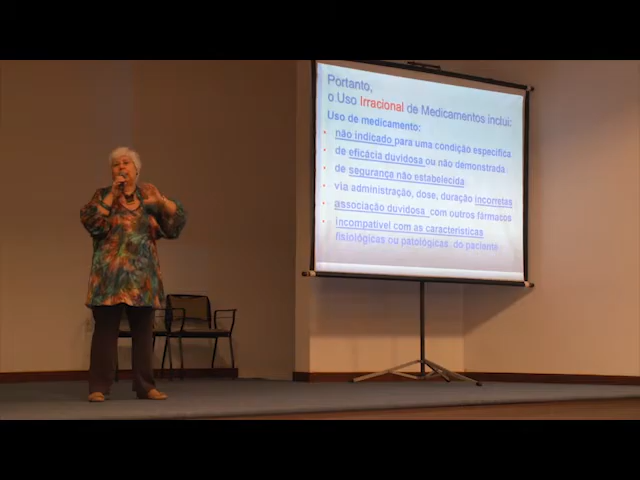 Portanto,
o Uso Irracional de Medicamentos inclui:
Uso de medicamento:
não indicado para uma condição específica
de eficácia duvidosa ou não demonstrada
de segurança não estabelecida
via administração, dose, duração incorretas
associação duvidosa com outros fármacos
incompatível com as características
fisiológicas ou patológicas do paciente